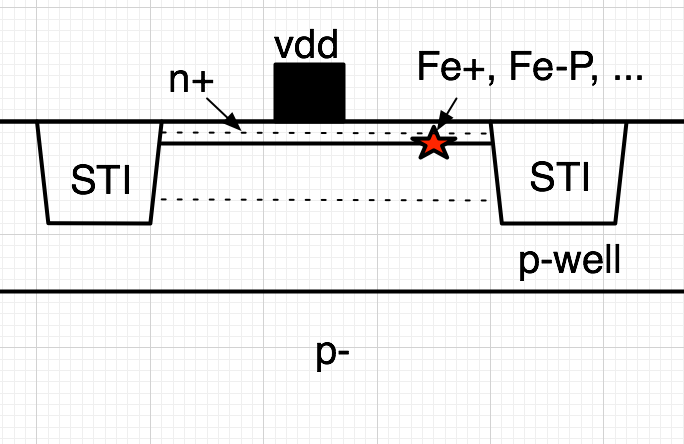 vdd
n+
Fe+, Fe-P, ...
STI
STI
p-well
p-